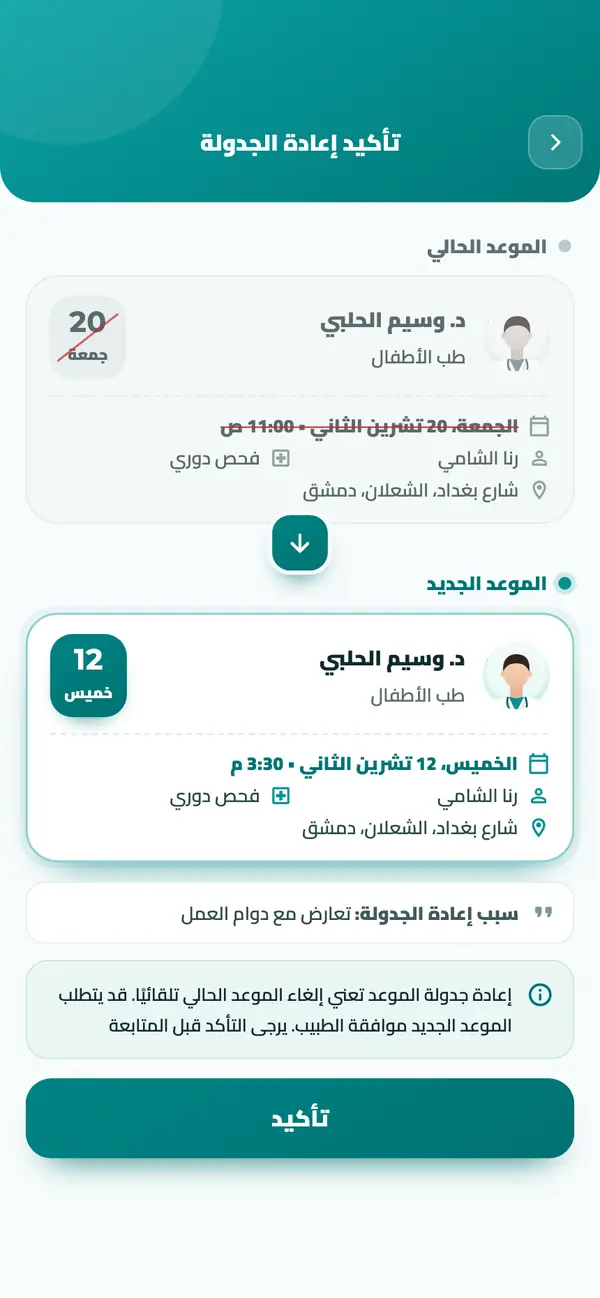 تأكيد إعادة الجدولة
الموعد الحالي
د. وسيم الحلبي
طب الأطفال
20
جمعة
الجمعة، 20 تشرين الثاني • 11:00 ص
رنا الشامي
فحص دوري
شارع بغداد، الشعلان، دمشق
الموعد الجديد
د. وسيم الحلبي
طب الأطفال
12
خميس
الخميس، 12 تشرين الثاني • 3:30 م
رنا الشامي
فحص دوري
شارع بغداد، الشعلان، دمشق
سبب إعادة الجدولة: تعارض مع دوام العمل
إعادة جدولة الموعد تعني إلغاء الموعد الحالي تلقائيًا. قد يتطلب
الموعد الجديد موافقة الطبيب. يرجى التأكد قبل المتابعة
تأكيد